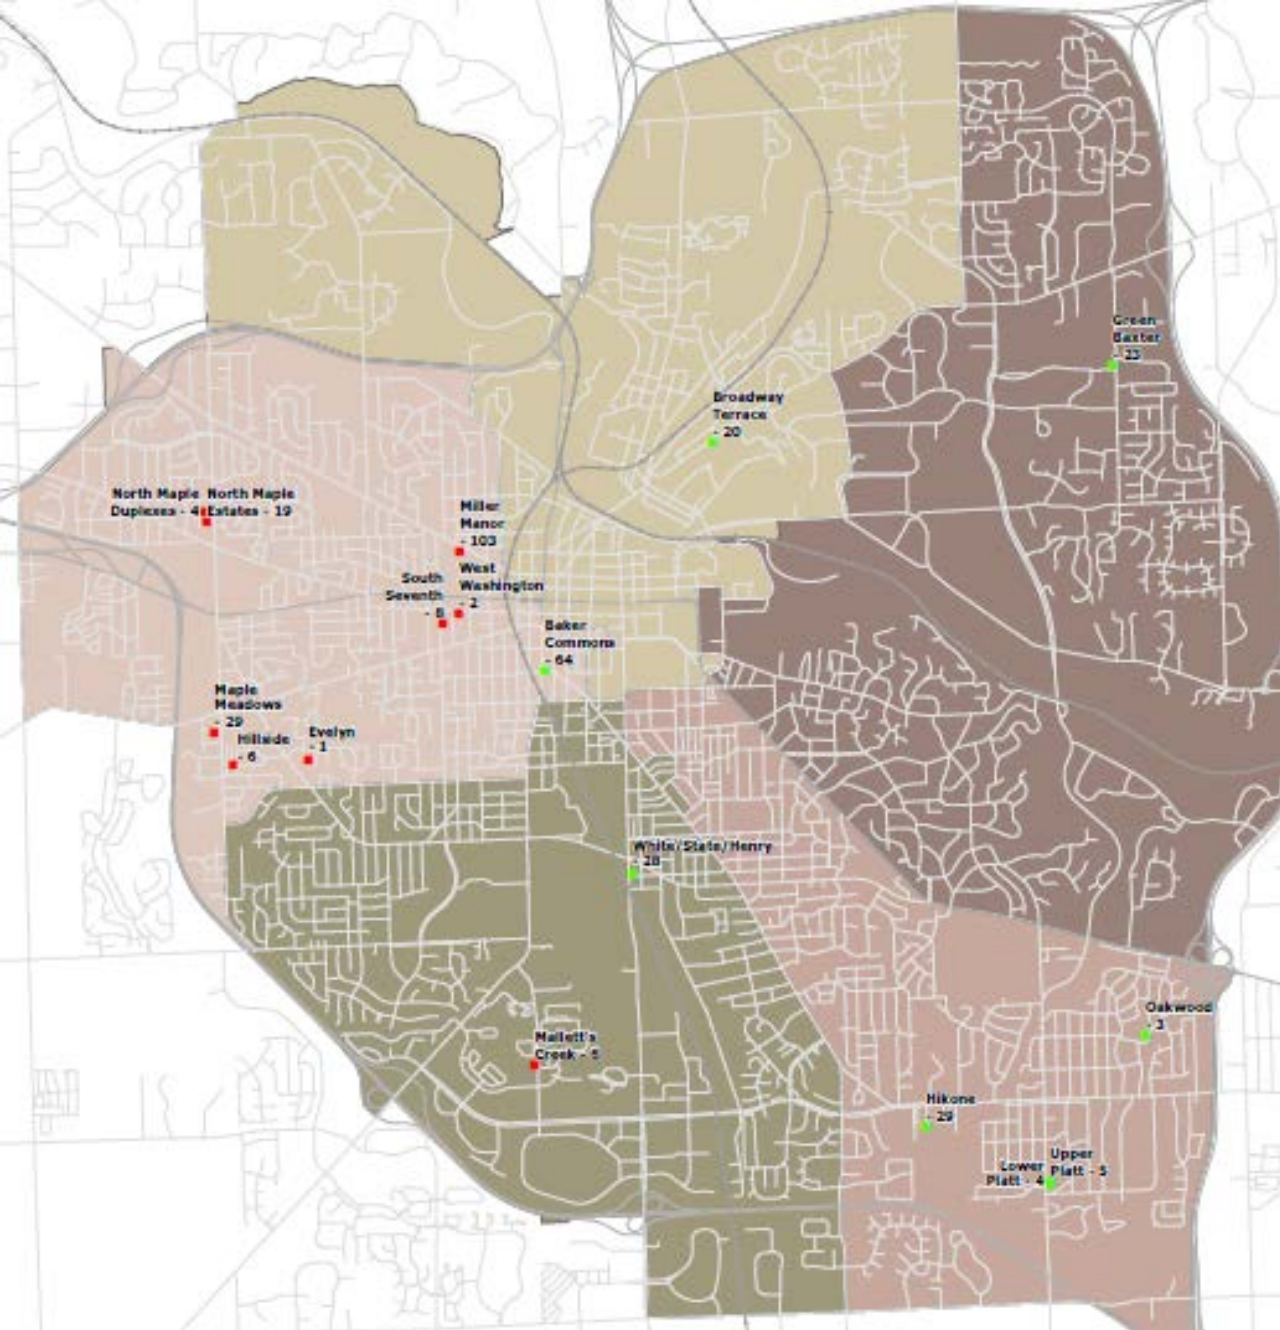 Green
Baxter
- 23
Broadway
Terrace
- 20
North Maple
Duplexes - 4
North Maple
Estates - 19
Miller
Manor
- 103
West
Washington
- 2
South
Seventh
- 8
Baker
Commons
- 64
Maple
Meadows
- 29
Hillside
- 6
Evelyn
- 1
White/State/Henry
- 28
Mallett's
Creek - 5
Oakwood
- 3
Hikone
- 29
Lower
Platt - 4
Upper
Platt - 5